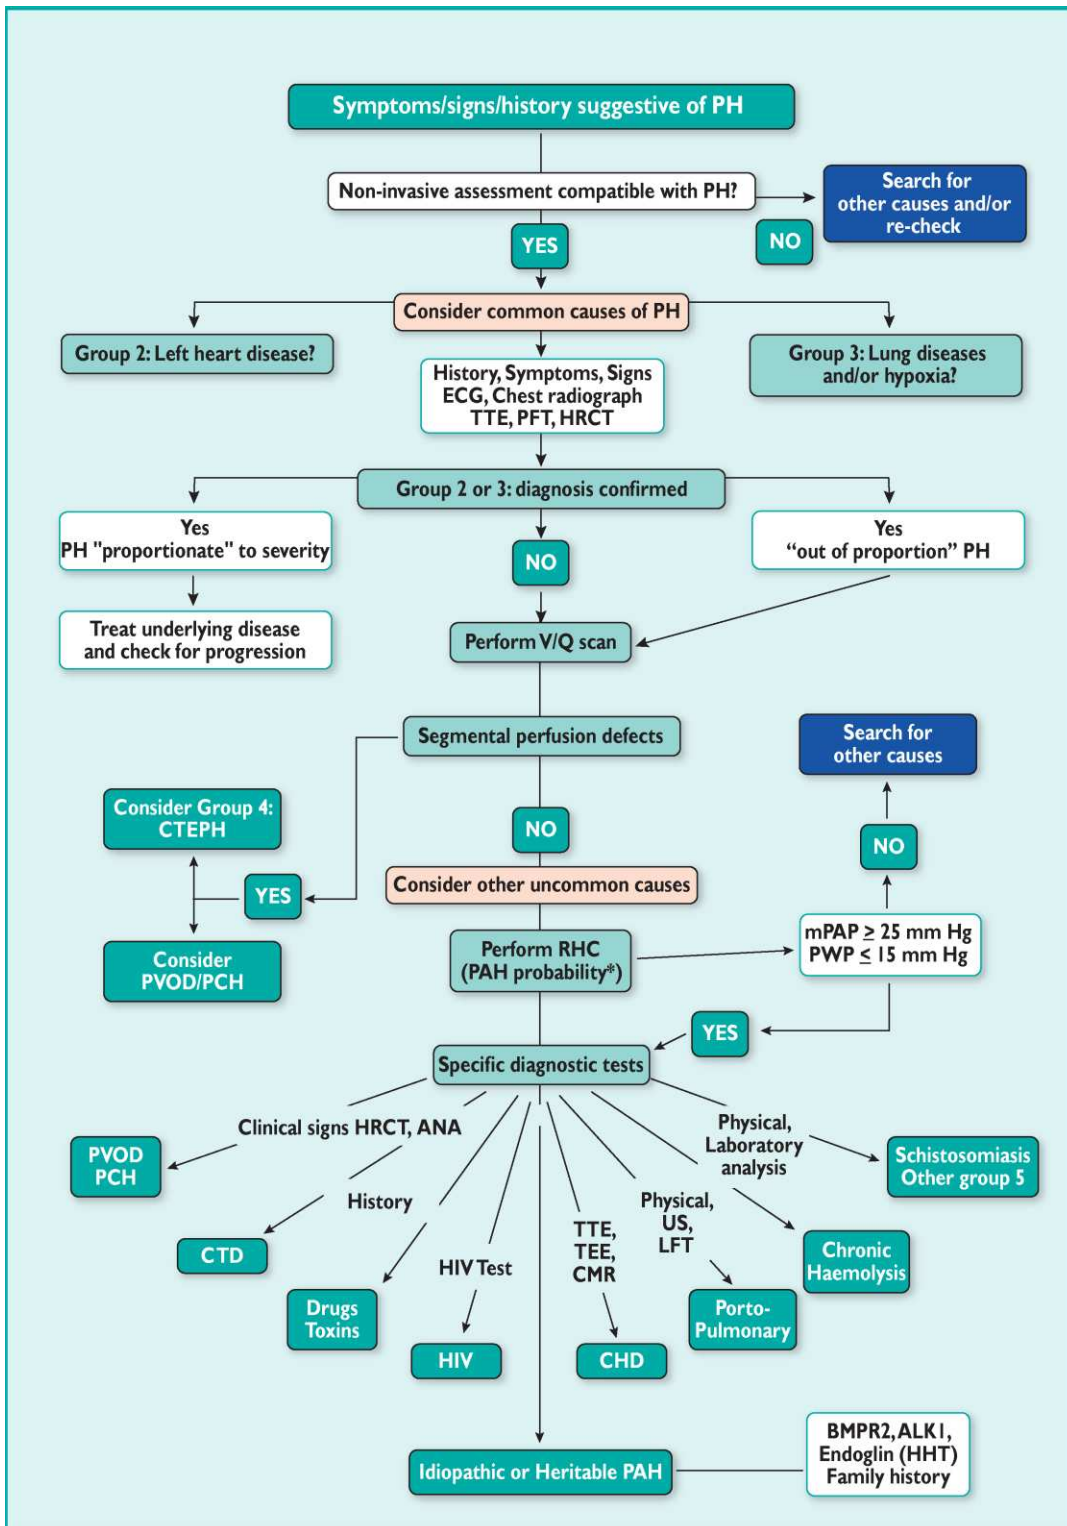 Symptoms/signs/history suggestive of PH
Non-invasive assessment compatible with PH?
Search for
other causes and/or
re-check
YES
NO
Consider common causes of PH
Group 2: Left heart disease?
Group 3: Lung diseases
and/or hypoxia?
History, Symptoms, Signs
ECG, Chest radiograph
TTE, PFT, HRCT
Group 2 or 3: diagnosis confirmed
Yes
PH "proportionate" to severity
NO
Yes
“out of proportion” PH
Treat underlying disease
and check for progression
Perform V/Q scan
Segmental perfusion defects
Search for
other causes
Consider Group 4:
CTEPH
NO
NO
YES
Consider other uncommon causes
Consider
PVOD/PCH
Perform RHC
(PAH probability*)
mPAP ≥ 25 mm Hg
PWP ≤ 15 mm Hg
YES
Specific diagnostic tests
Clinical signs HRCT, ANA
Physical,
Laboratory
analysis
PVOD
PCH
Schistosomiasis
Other group 5
History
Physical,
US,
LFT
TTE,
TEE,
CMR
CTD
HIV Test
Chronic
Haemolysis
Drugs
Toxins
Porto-
Pulmonary
HIV
CHD
Idiopathic or Heritable PAH
BMPR2, ALK1,
Endoglin (HHT)
Family history